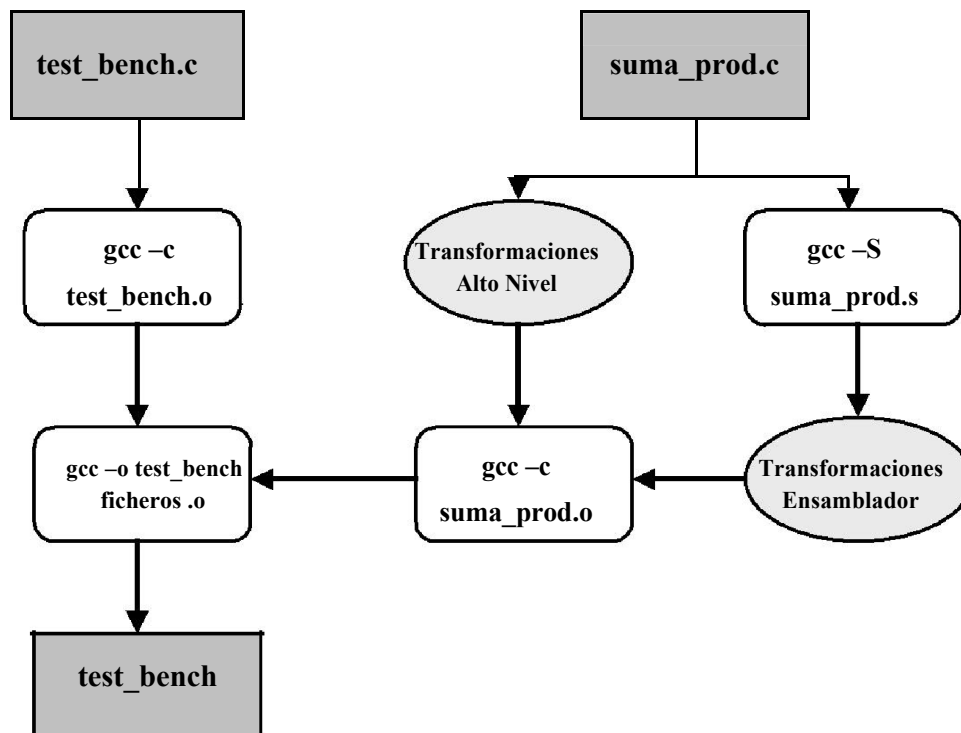 test_bench.c
suma_prod.c
gcc –c
test_bench.o
Transformaciones
Alto Nivel
gcc –S
suma_prod.s
gcc –o test_bench
ficheros .o
gcc –c
suma_prod.o
Transformaciones
Ensamblador
test_bench